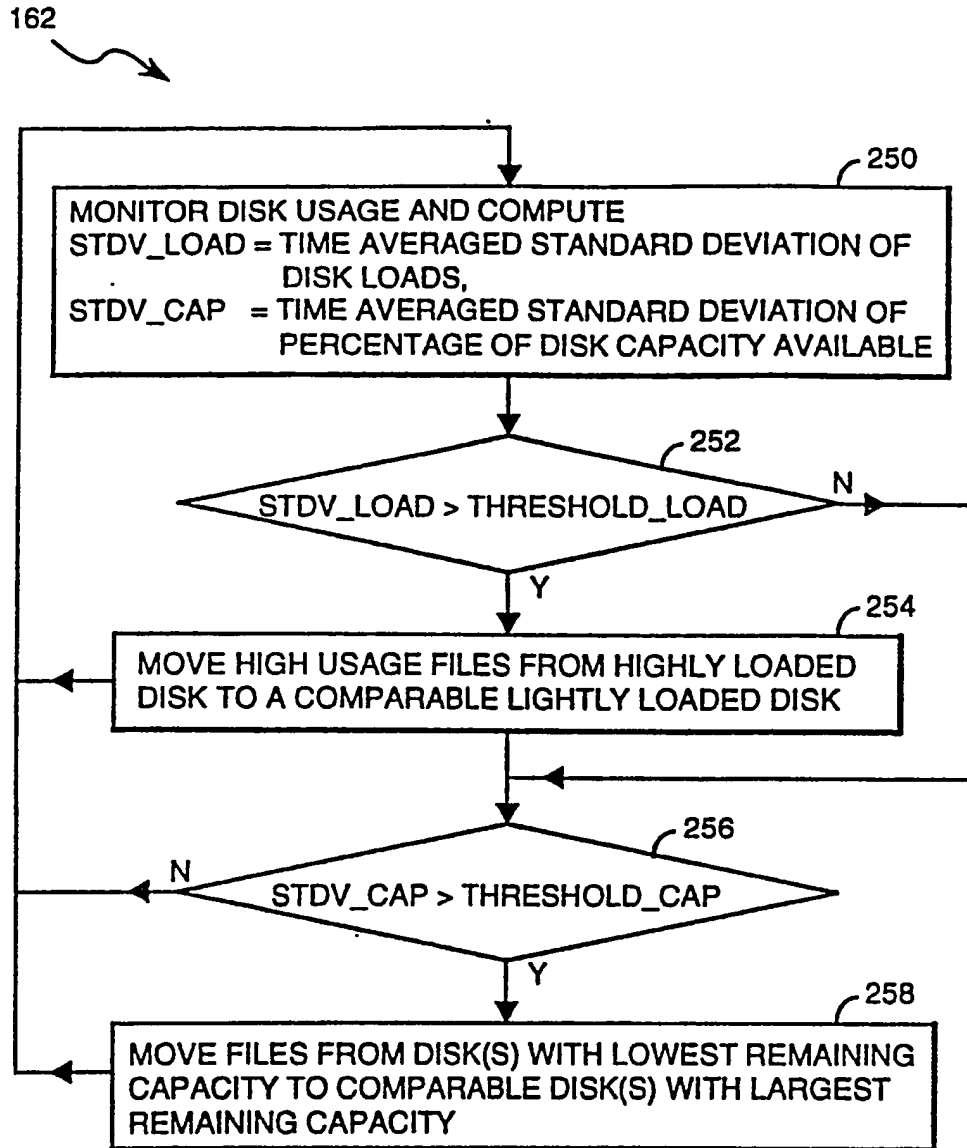 162
250
MONITOR DISK USAGE AND COMPUTE
STDV_LOAD = TIME AVERAGED STANDARD DEVIATION OF
DISK LOADS,
STDV_CAP = TIME AVERAGED STANDARD DEVIATION OF
PERCENTAGE OF DISK CAPACITY AVAILABLE
252
STDV_LOAD > THRESHOLD_LOAD
N
Y
254
MOVE HIGH USAGE FILES FROM HIGHLY LOADED
DISK TO A COMPARABLE LIGHTLY LOADED DISK
256
N
STDV_CAP > THRESHOLD_CAP
Y
258
MOVE FILES FROM DISK(S) WITH LOWEST REMAINING
CAPACITY TO COMPARABLE DISK(S) WITH LARGEST
REMAINING CAPACITY